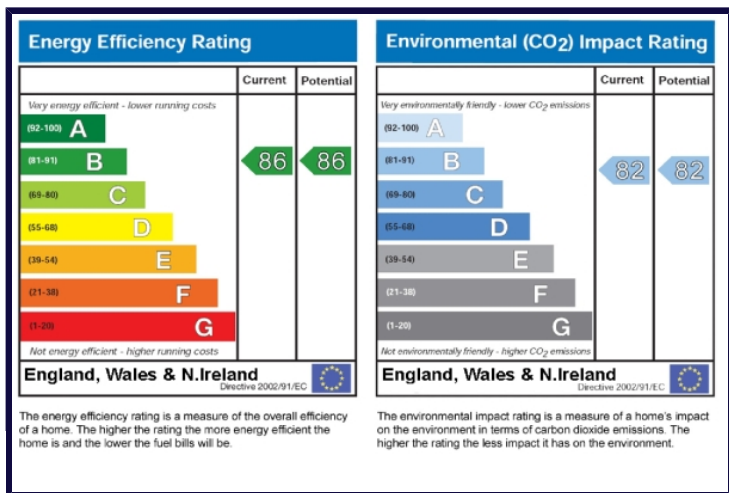 Energy Efficiency Rating
Current Potential
Very energy efficient - lower running costs
(92-100) A
(81-91) B
86 86
(69-80) C
(55-68) D
(39-54) E
(21-38) F
(1-20) G
Not energy efficient - higher running costs
England, Wales & N.Ireland
Directive 2002/91/EC
The energy efficiency rating is a measure of the overall efficiency
of a home. The higher the rating the more energy efficient the
home is and the lower the fuel bills will be.
Environmental (CO2) Impact Rating
Current Potential
Very environmentally friendly - lower CO2 emissions
(92-100) A
(81-91) B
82 82
(69-80) C
(55-68) D
(39-54) E
(21-38) F
(1-20) G
Not environmentally friendly - higher CO2 emissions
England, Wales & N.Ireland
Directive 2002/91/EC
The environmental impact rating is a measure of a home's impact
on the environment in terms of carbon dioxide emissions. The
higher the rating the less impact it has on the environment.